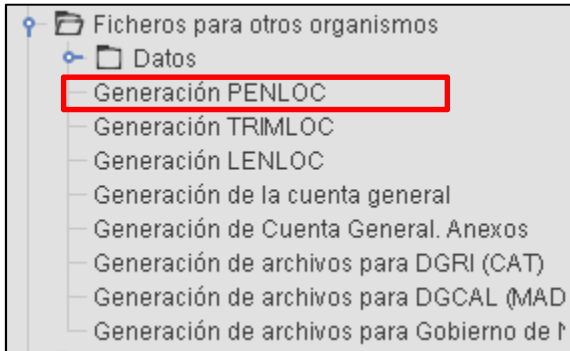 Ficheros para otros organismos
Datos
Generación PENLOC
Generación TRIMLOC
Generación LENLOC
Generación de la cuenta general
Generación de Cuenta General. Anexos
Generación de archivos para DGRI (CAT)
Generación de archivos para DGCAL (MAD
Generación de archivos para Gobierno de